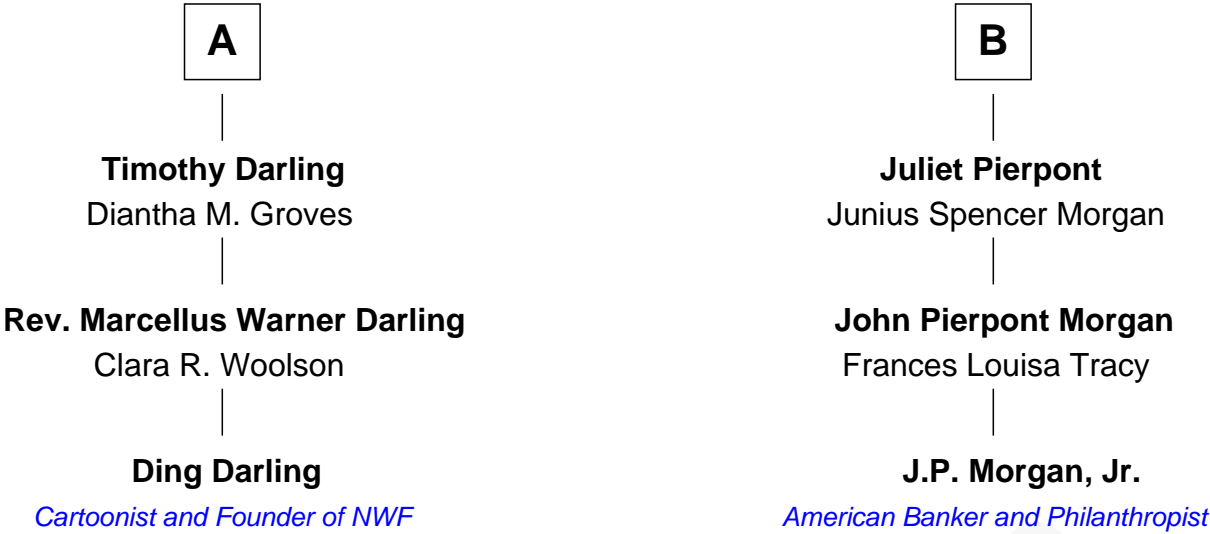 A
Timothy Darling
Diantha M. Groves
Rev. Marcellus Warner Darling
Clara R. Woolson
Ding Darling
Cartoonist and Founder of NWF
B
Juliet Pierpont
Junius Spencer Morgan
John Pierpont Morgan
Frances Louisa Tracy
J.P. Morgan, Jr.
American Banker and Philanthropist